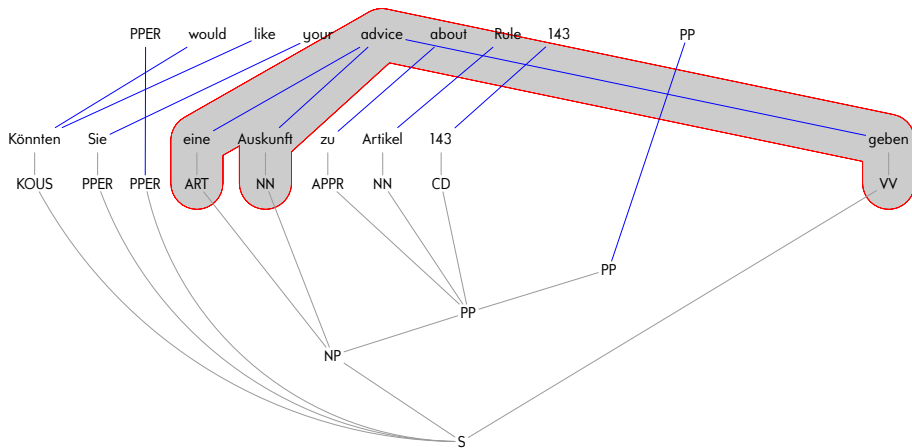 PPER would like your advice about Rule 143 PP
Könnten Sie eine Auskunft zu Artikel 143 geben
KOUS PPER PPER ART NN APPR NN CD VV
PP
PP
NP
S